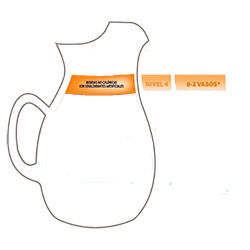 BEBIDAS NO CALÓRICAS
CON EDULCORANTES ARTIFICIALES
NIVEL 4
0-2 VASOS*